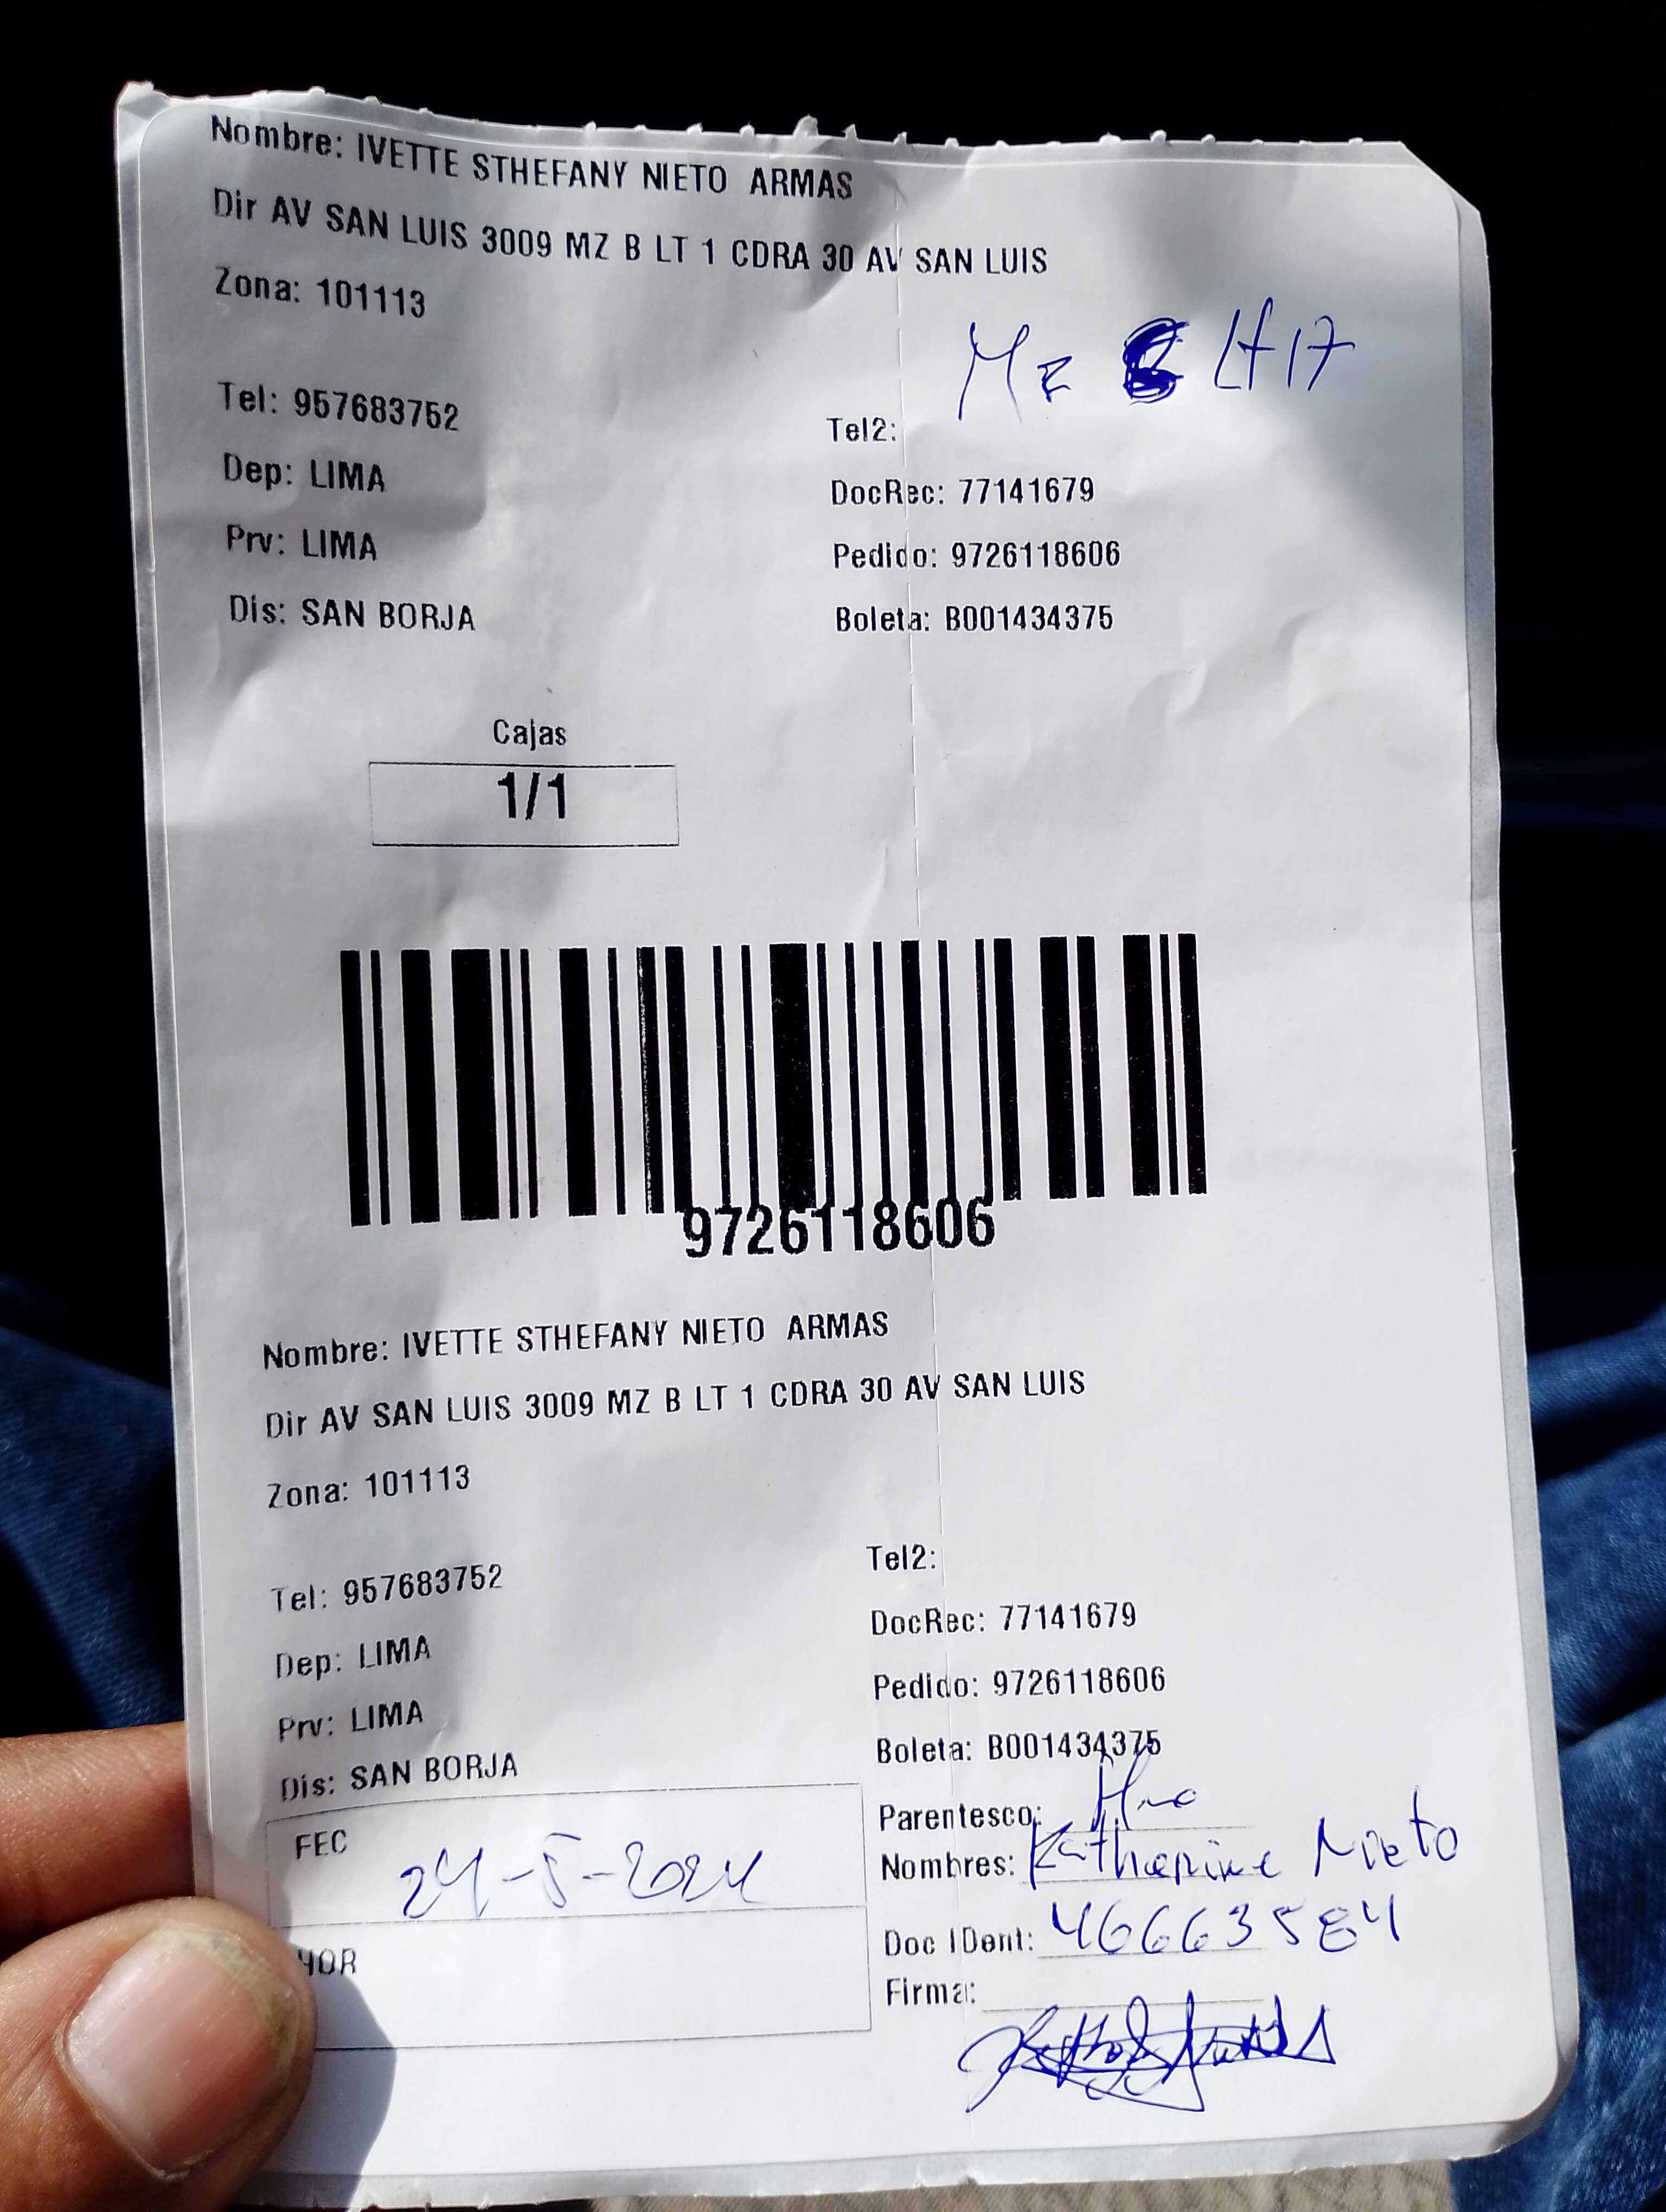 Nombre: IVETTE STHEFANY NIETO ARMAS
Dir AV SAN LUIS 3009 MZ B LT 1 CDRA 30 AV SAN LUIS
Zona: 101113
Mz Lt 17
Tel: 957683752
Tel2:
Dep: LIMA
DocRec: 77141679
Prv: LIMA
Pedido: 9726118606
Dis: SAN BORJA
Boleta: B001434375
Cajas
1/1
9726118606
Nombre: IVETTE STHEFANY NIETO ARMAS
Dir AV SAN LUIS 3009 MZ B LT 1 CDRA 30 AV SAN LUIS
Zona: 101113
Tel: 957683752
Tel2:
Dep: LIMA
DocRec: 77141679
Prv: LIMA
Pedido: 9726118606
Dis: SAN BORJA
Boleta: B001434375
FEC 24-5-2024
Parentesco:
Nombres: Katherine Nieto
HOR
Doc IDent: 46663584
Firma: